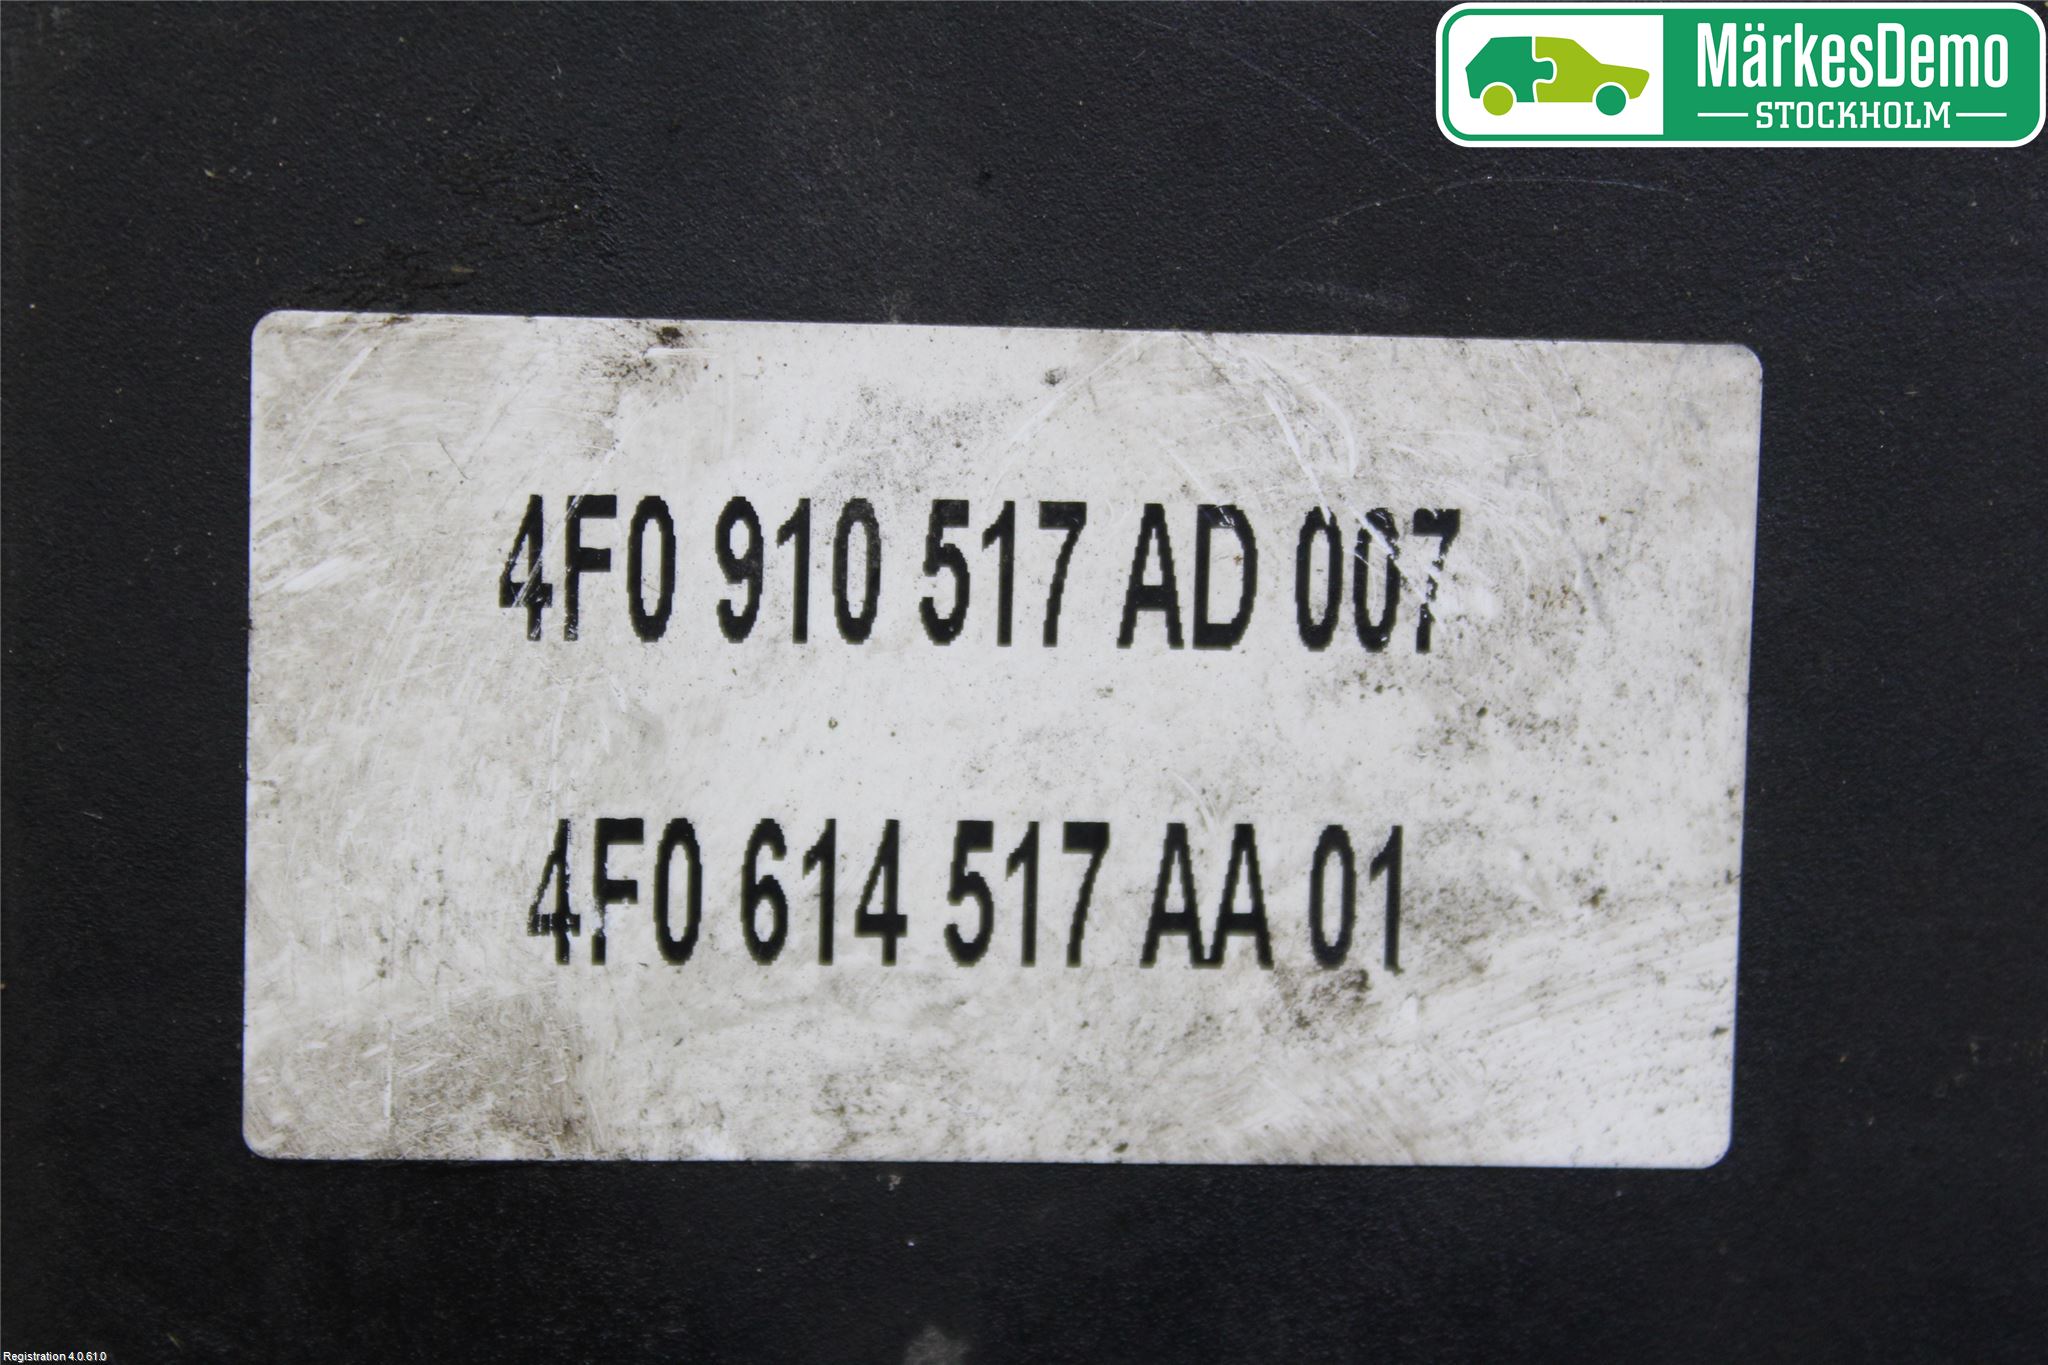 MärkesDemo
STOCKHOLM
4F0 910 517 AD 007
4F0 614 517 AA 01
Registration 4.0.61.0